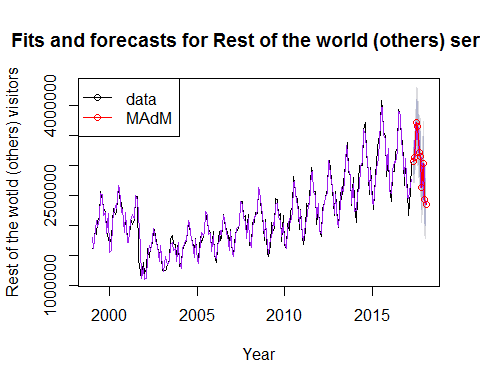 Fits and forecasts for Rest of the world (others) ser
Rest of the wotld (others) visitors
4000000
2500000
1000000
data
MAdM
2000
2005
2010
2015
Year